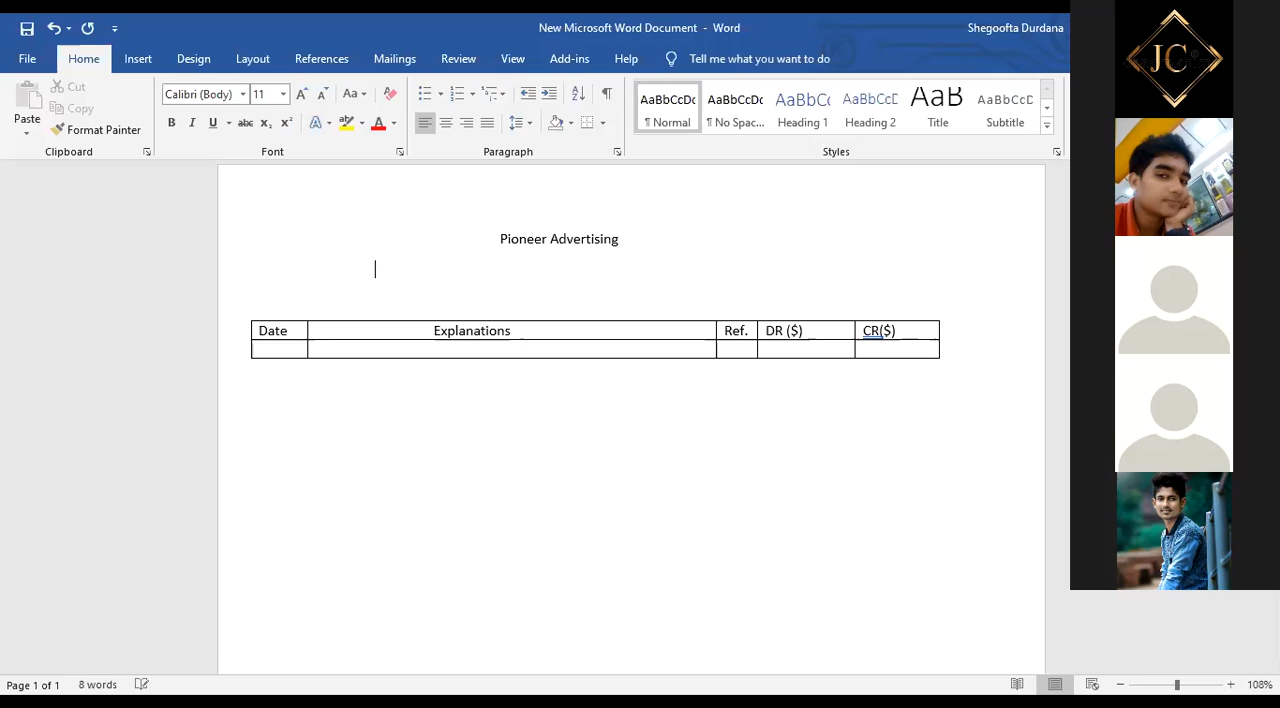 New Microsoft Word Document - Word
Shegoofta Durdana
File Home Insert Design Layout References Mailings Review View Add-ins Help Tell me what you want to do
Paste
Cut
Copy
Format Painter
Clipboard
Calibri (Body) 11
Font
Paragraph
AaBbCcDc AaBbCcDc AaBbCc AaBbCcD AaB AaBbCcD
¶ Normal ¶ No Spac... Heading 1 Heading 2 Title Subtitle
Styles
JC
Pioneer Advertising
Date Explanations Ref. DR ($) CR($)
Page 1 of 1 8 words 108%